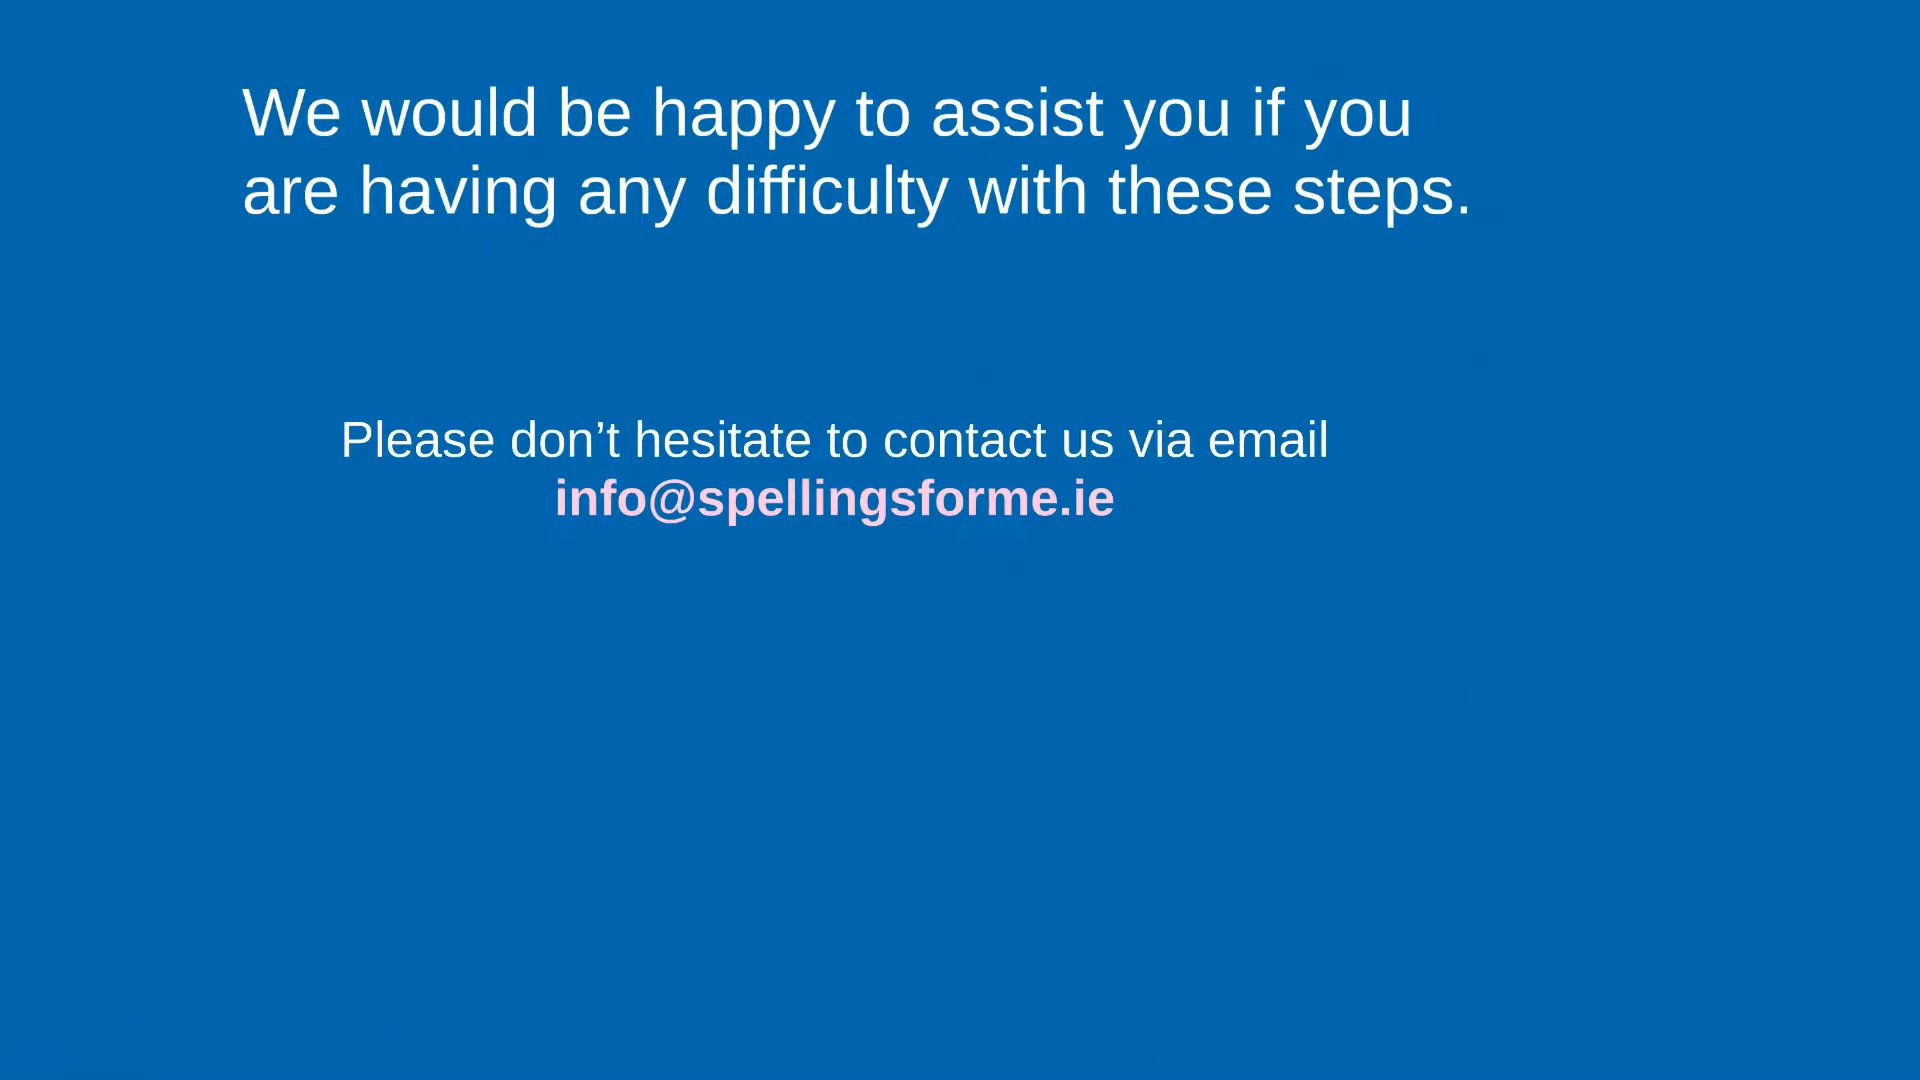 We would be happy to assist you if you
are having any difficulty with these steps.
Please don’t hesitate to contact us via email
info@spellingsforme.ie